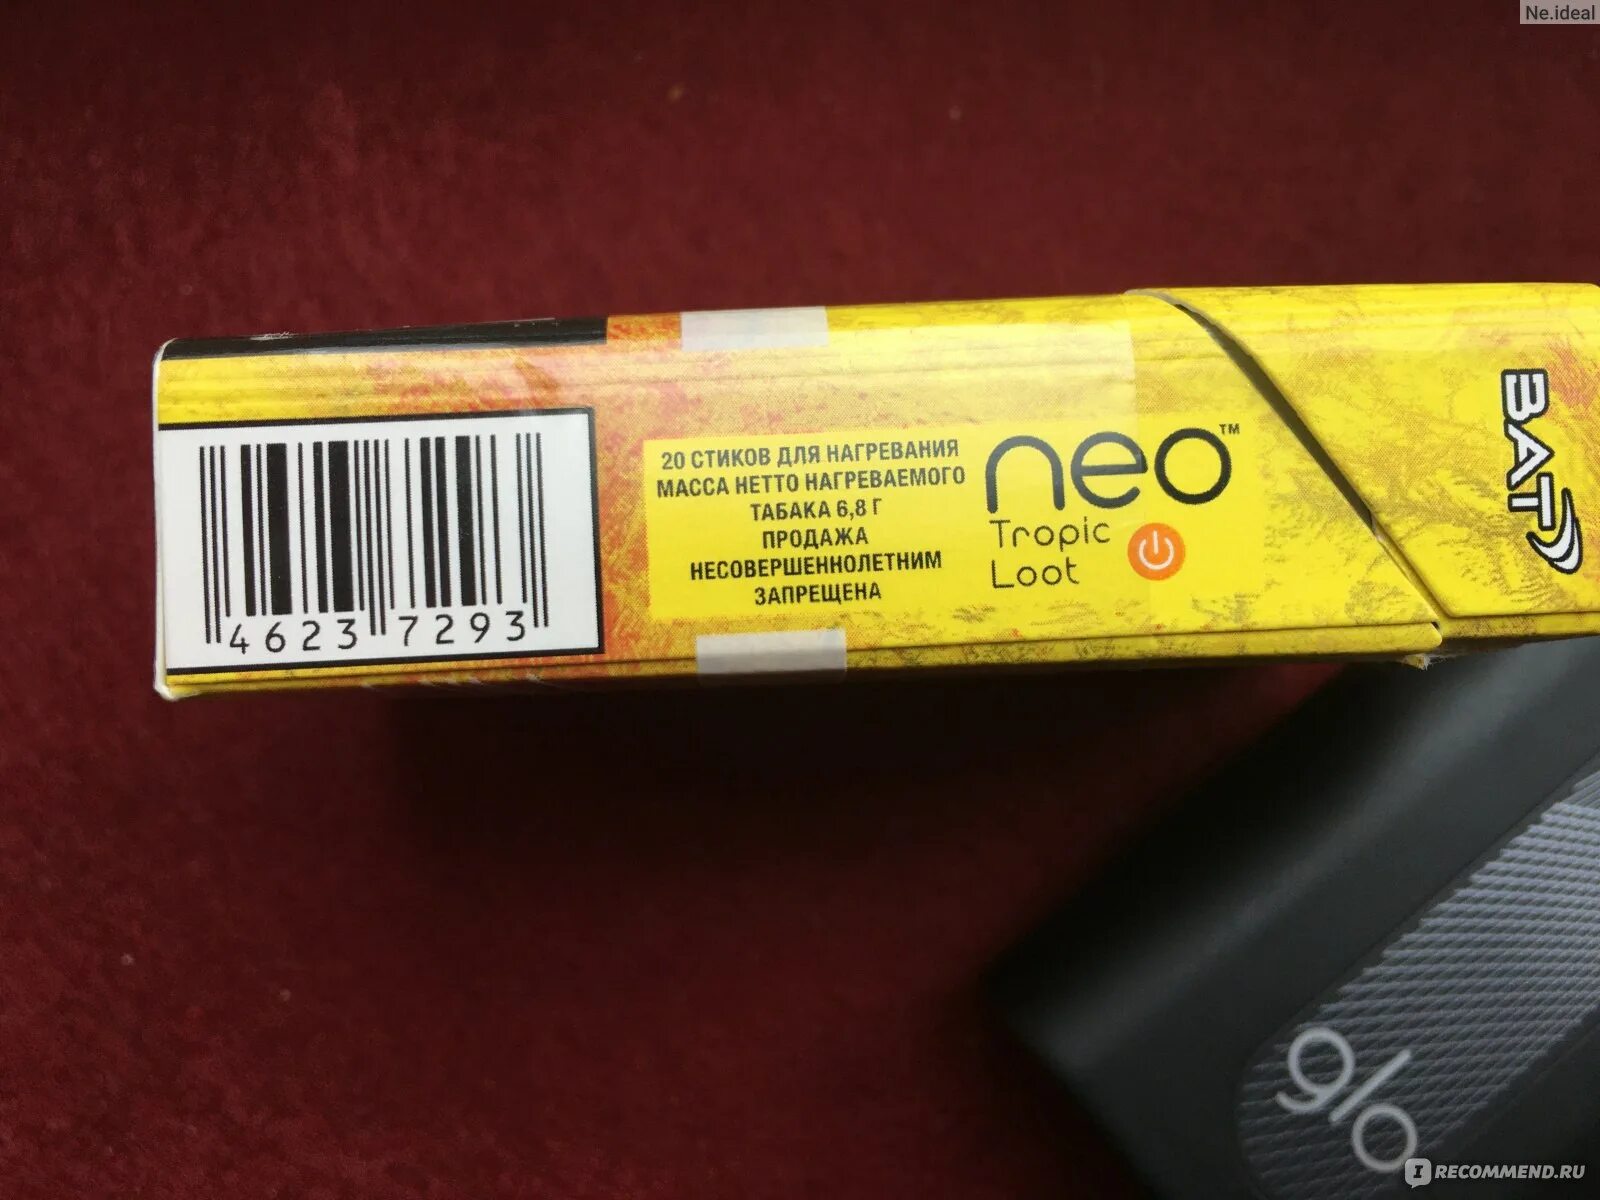 Ne.ideal
20 СТИКОВ ДЛЯ НАГРЕВАНИЯ
МАССА НЕТТО НАГРЕВАЕМОГО
ТАБАКА 6,8 Г
ПРОДАЖА
НЕСОВЕРШЕННОЛЕТНИМ
ЗАПРЕЩЕНА
neo™
Tropic
Loot
BAT
4623 7293
glo
IRECOMMEND.RU